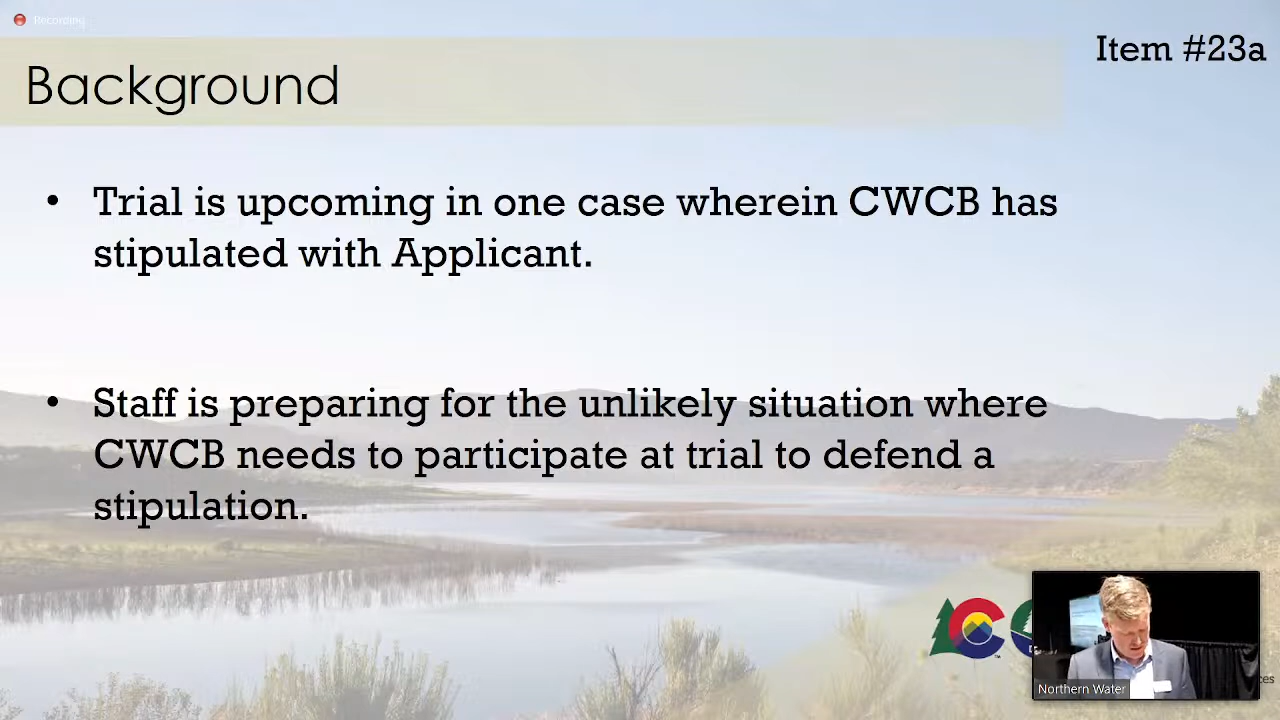 Recording...
Item #23a
Background
• Trial is upcoming in one case wherein CWCB has
stipulated with Applicant.
• Staff is preparing for the unlikely situation where
CWCB needs to participate at trial to defend a
stipulation.
Northern Water